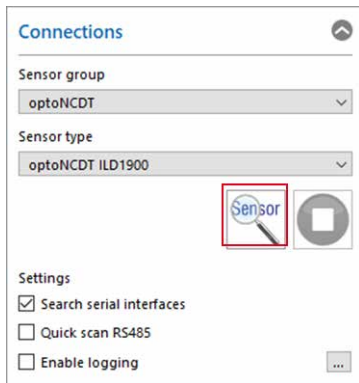 Connections
Sensor group
optoNCDT
Sensor type
optoNCDT ILD1900
Sensor
Settings
Search serial interfaces
Quick scan RS485
Enable logging
...